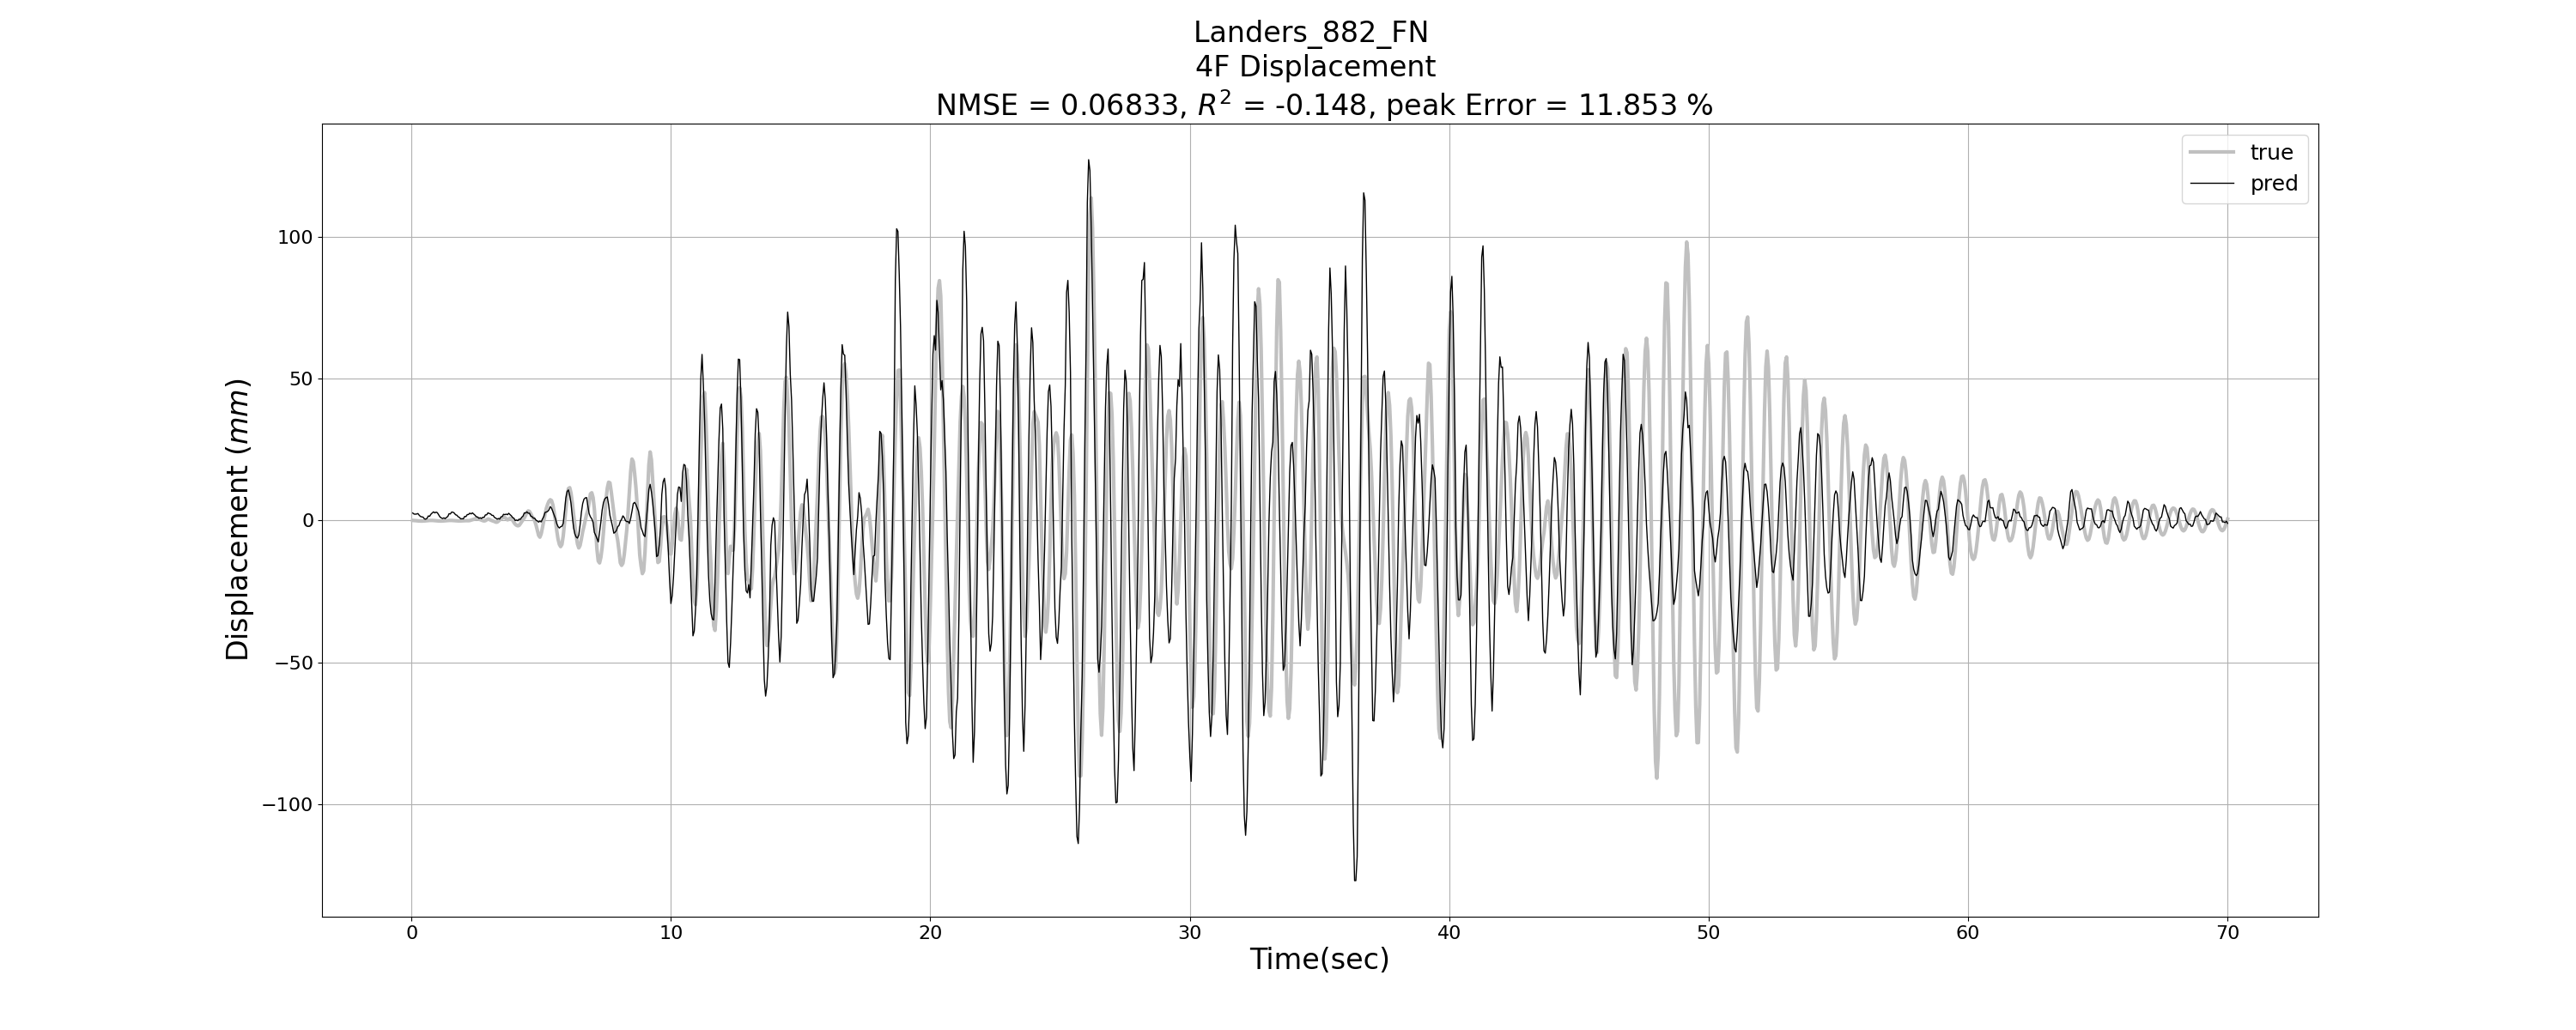 Landers_882_FN
4F Displacement
NMSE = 0.06833, R² = -0.148, peak Error = 11.853 %
true
pred
Displacement (mm)
100
50
0
−50
−100
0 10 20 30 40 50 60 70
Time(sec)